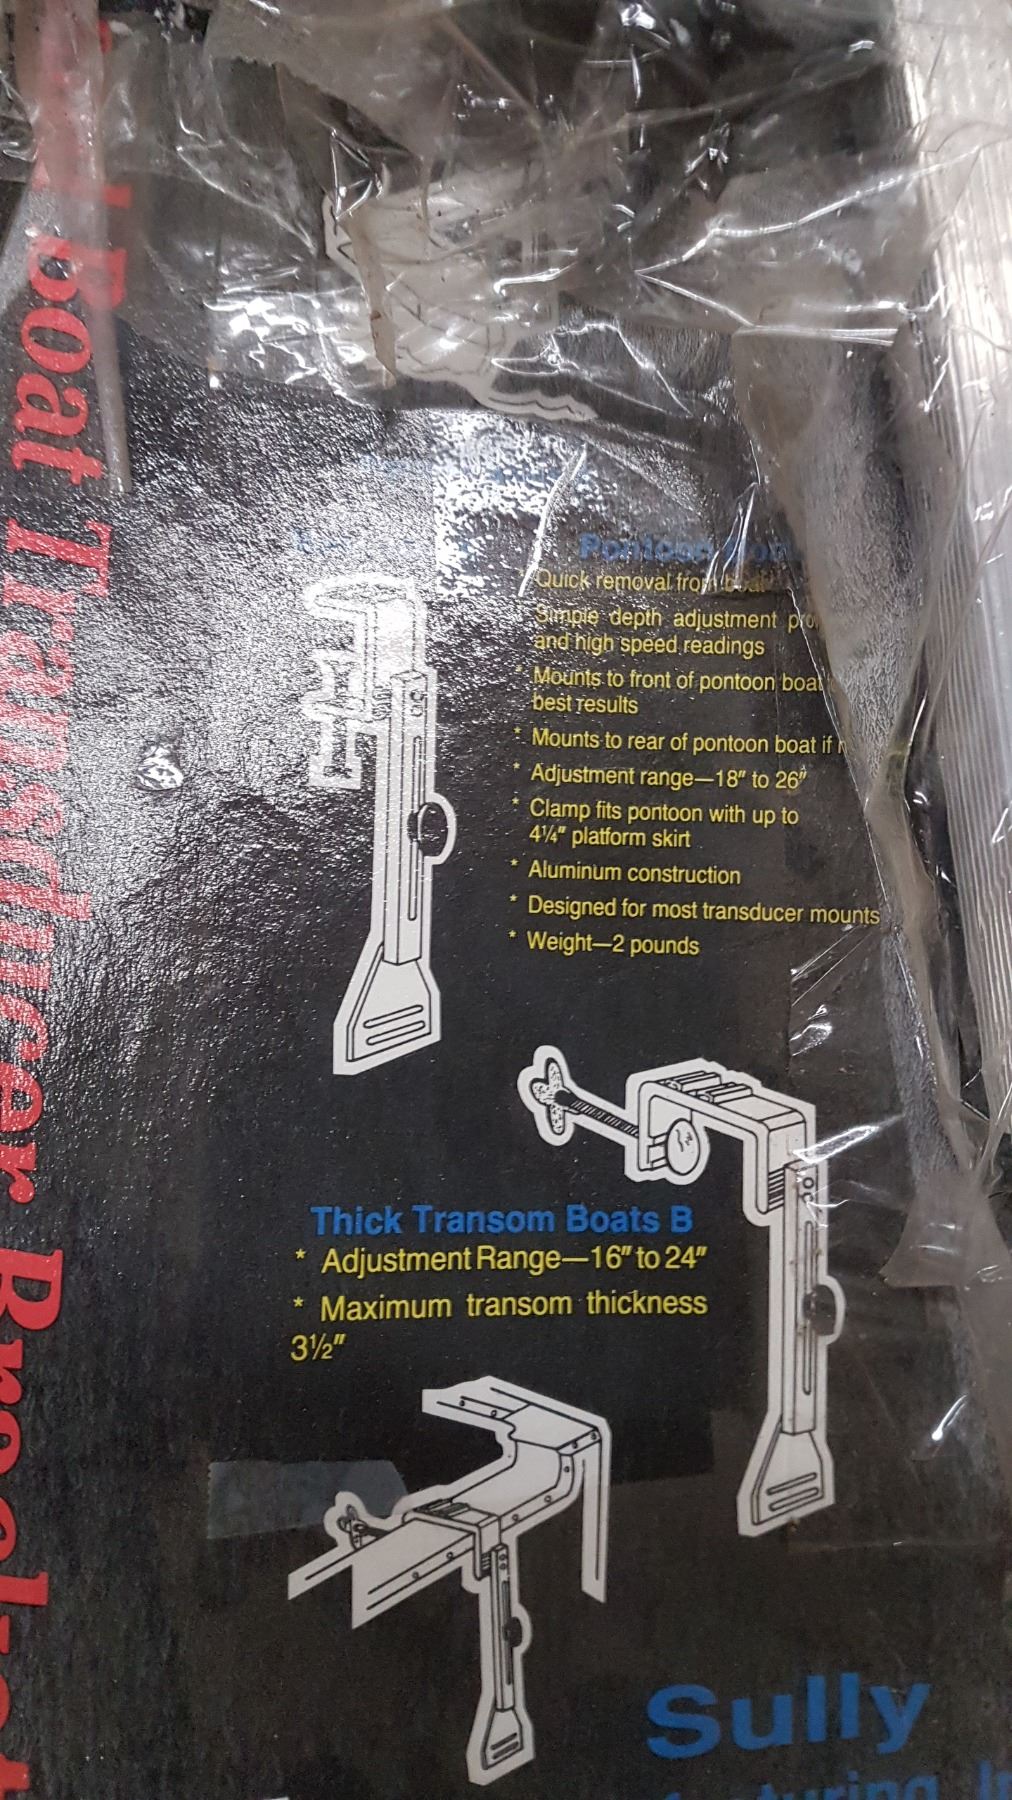 boat Transducer Bracket
Pontoon
* Quick removal from boat
Simple depth adjustment
and high speed readings
* Mounts to front of pontoon boat
best results
* Mounts to rear of pontoon boat if
* Adjustment range—18" to 26"
* Clamp fits pontoon with up to
4¼" platform skirt
* Aluminum construction
* Designed for most transducer mounts
* Weight—2 pounds
Thick Transom Boats B
* Adjustment Range—16" to 24"
* Maximum transom thickness
3½"
Sully